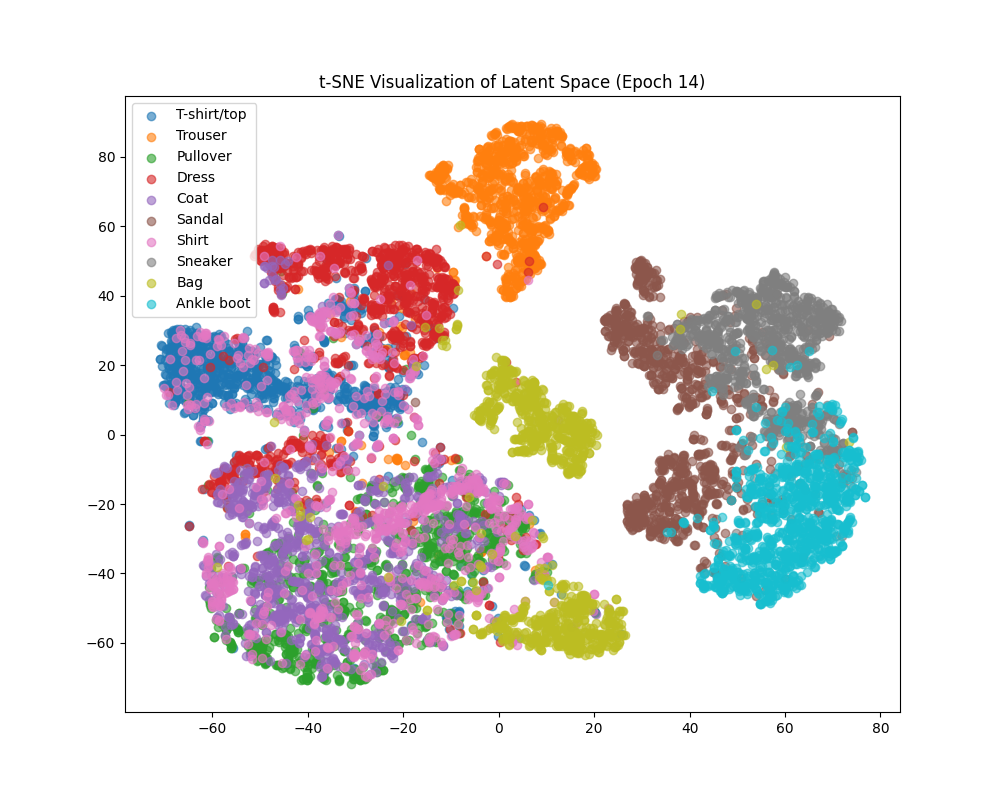 t-SNE Visualization of Latent Space (Epoch 14)
T-shirt/top
Trouser
Pullover
Dress
Coat
Sandal
Shirt
Sneaker
Bag
Ankle boot
80
60
40
20
0
−20
−40
−60
−60 −40 −20 0 20 40 60 80